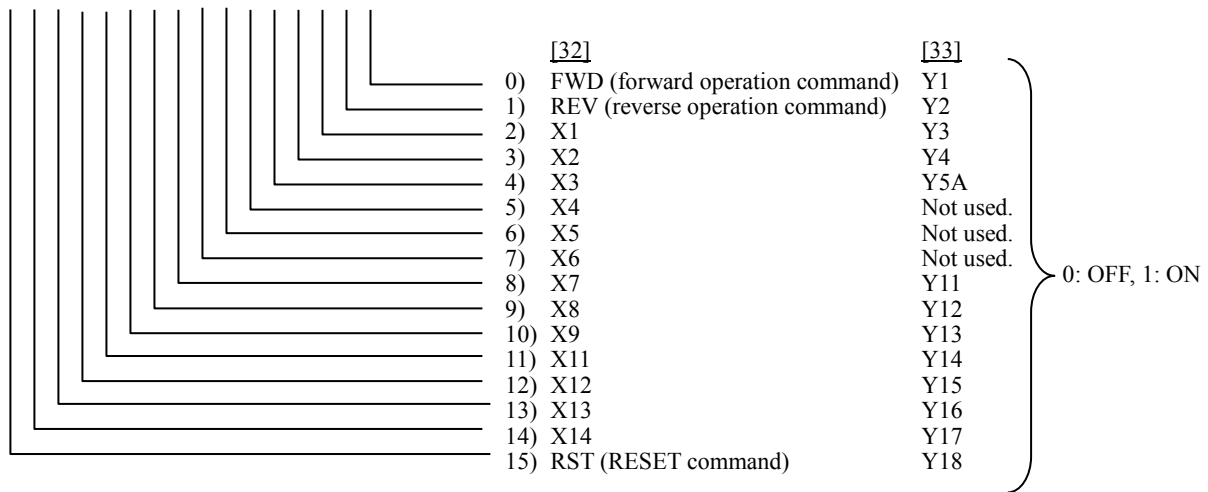 [32] [33]
0) FWD (forward operation command) Y1
1) REV (reverse operation command) Y2
2) X1 Y3
3) X2 Y4
4) X3 Y5A
5) X4 Not used.
6) X5 Not used.
7) X6 Not used.
8) X7 Y11
0: OFF, 1: ON
9) X8 Y12
10) X9 Y13
11) X11 Y14
12) X12 Y15
13) X13 Y16
14) X14 Y17
15) RST (RESET command) Y18